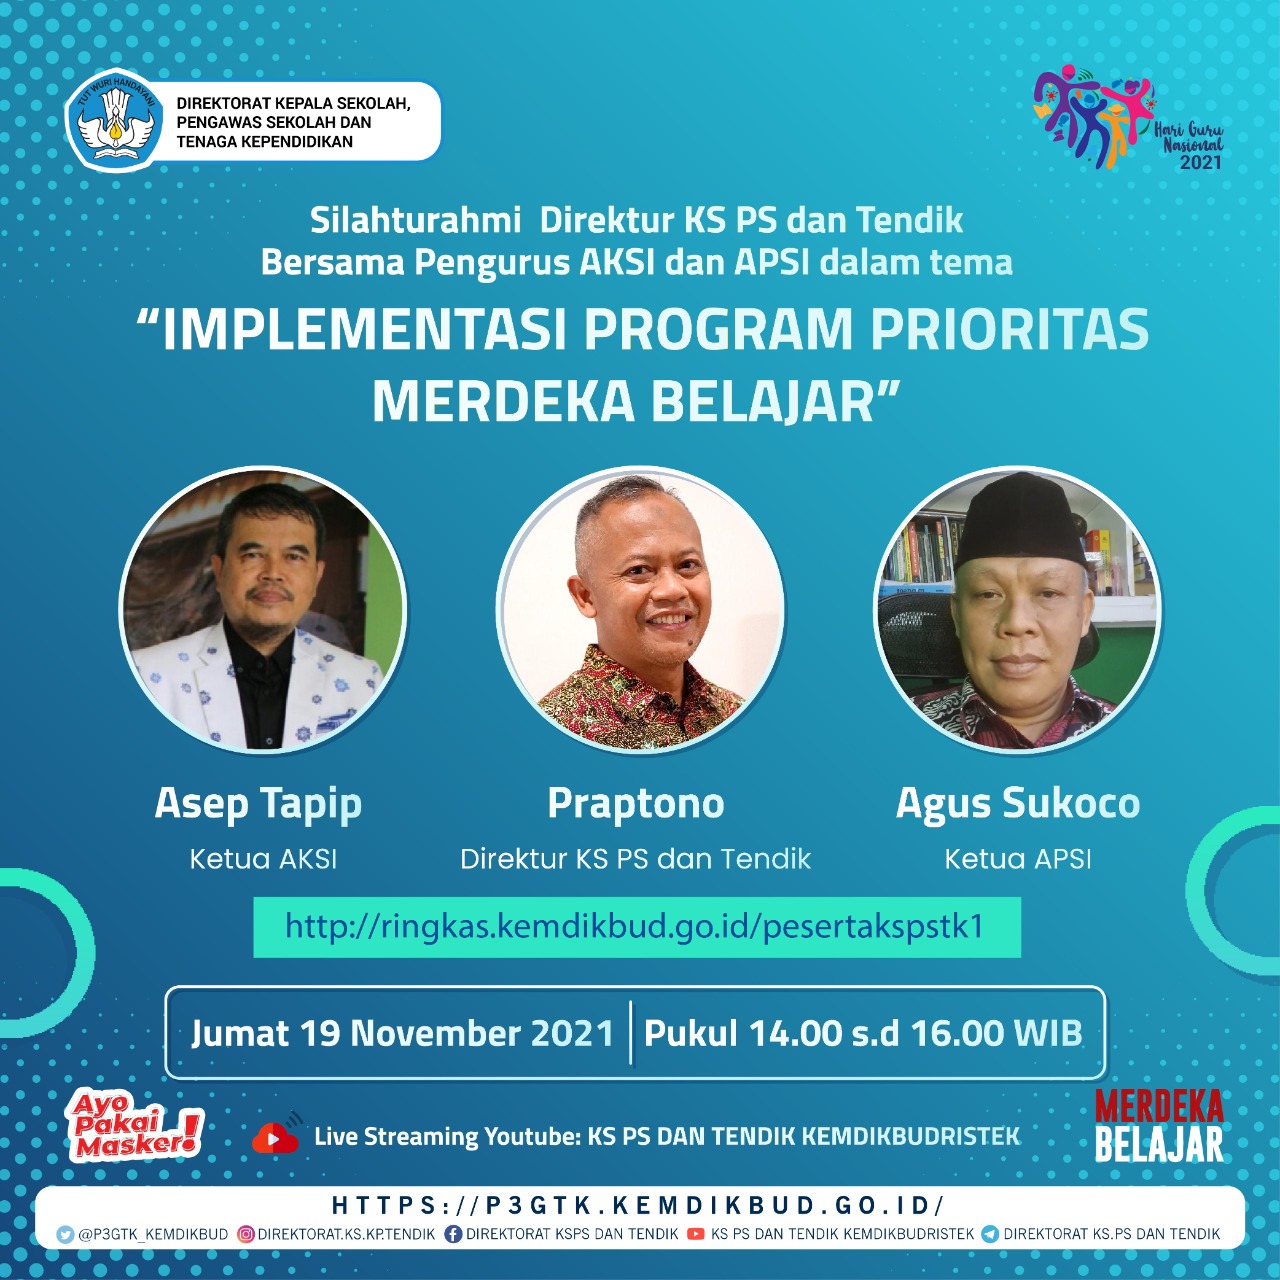 TUT WURI HANDAYANI
DIREKTORAT KEPALA SEKOLAH,
PENGAWAS SEKOLAH DAN
TENAGA KEPENDIDIKAN
Hari Guru
Nasional
2021
Silahturahmi Direktur KS PS dan Tendik
Bersama Pengurus AKSI dan APSI dalam tema
“IMPLEMENTASI PROGRAM PRIORITAS
MERDEKA BELAJAR”
Asep Tapip
Ketua AKSI
Praptono
Direktur KS PS dan Tendik
Agus Sukoco
Ketua APSI
http://ringkas.kemdikbud.go.id/pesertakspstk1
Jumat 19 November 2021 Pukul 14.00 s.d 16.00 WIB
Ayo
Pakai
Masker!
Live Streaming Youtube: KS PS DAN TENDIK KEMDIKBUDRISTEK
MERDEKA
BELAJAR
HTTPS://P3GTK.KEMDIKBUD.GO.ID/
@P3GTK_KEMDIKBUD DIREKTORAT.KS.KP.TENDIK DIREKTORAT KSPS DAN TENDIK KS PS DAN TENDIK KEMDIKBUDRISTEK DIREKTORAT KS.PS DAN TENDIK